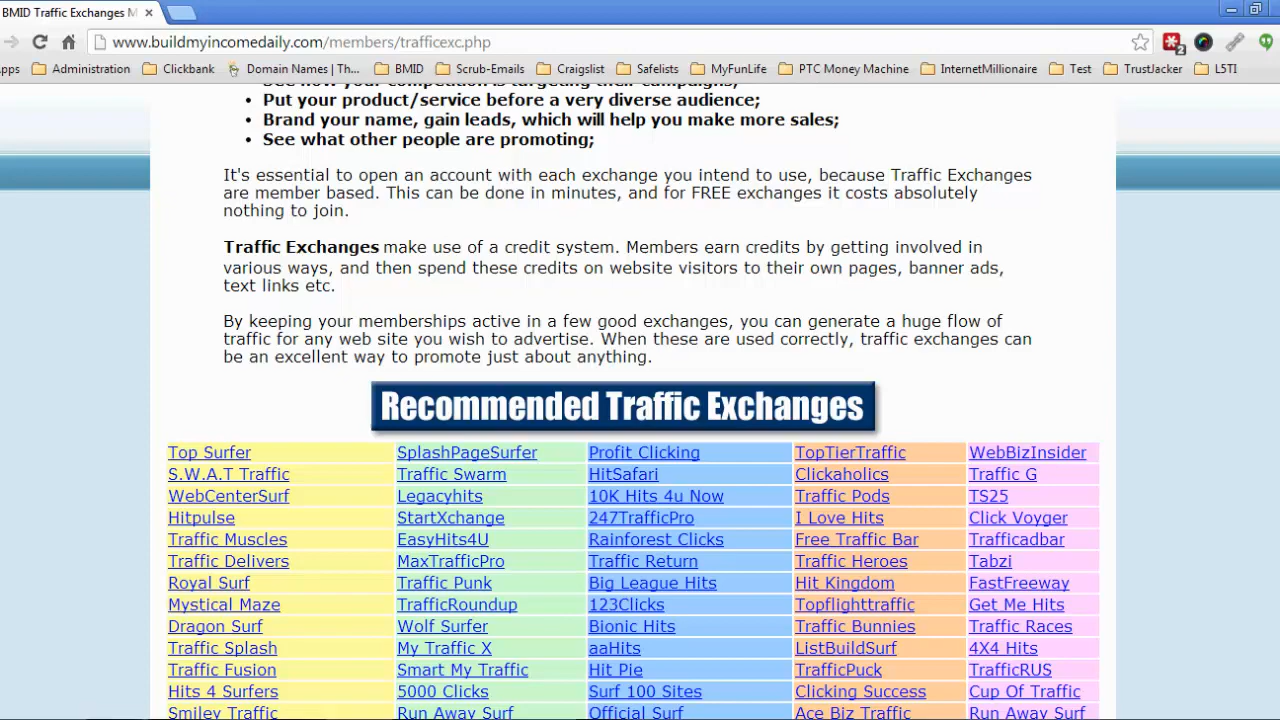 BMID Traffic Exchanges M
www.buildmyincomedaily.com/members/trafficexc.php
2
pps Administration Clickbank Domain Names | Th... BMID Scrub-Emails Craigslist Safelists MyFunLife PTC Money Machine InternetMillionaire Test TrustJacker L5TI
See how your competition is targeting their campaigns;
Put your product/service before a very diverse audience;
Brand your name, gain leads, which will help you make more sales;
See what other people are promoting;
It's essential to open an account with each exchange you intend to use, because Traffic Exchanges
are member based. This can be done in minutes, and for FREE exchanges it costs absolutely
nothing to join.
Traffic Exchanges make use of a credit system. Members earn credits by getting involved in
various ways, and then spend these credits on website visitors to their own pages, banner ads,
text links etc.
By keeping your memberships active in a few good exchanges, you can generate a huge flow of
traffic for any web site you wish to advertise. When these are used correctly, traffic exchanges can
be an excellent way to promote just about anything.
Recommended Traffic Exchanges
Top Surfer SplashPageSurfer Profit Clicking TopTierTraffic WebBizInsider
S.W.A.T Traffic Traffic Swarm HitSafari Clickaholics Traffic G
WebCenterSurf Legacyhits 10K Hits 4u Now Traffic Pods TS25
Hitpulse StartXchange 247TrafficPro I Love Hits Click Voyger
Traffic Muscles EasyHits4U Rainforest Clicks Free Traffic Bar Trafficadbar
Traffic Delivers MaxTrafficPro Traffic Return Traffic Heroes Tabzi
Royal Surf Traffic Punk Big League Hits Hit Kingdom FastFreeway
Mystical Maze TrafficRoundup 123Clicks Topflighttraffic Get Me Hits
Dragon Surf Wolf Surfer Bionic Hits Traffic Bunnies Traffic Races
Traffic Splash My Traffic X aaHits ListBuildSurf 4X4 Hits
Traffic Fusion Smart My Traffic Hit Pie TrafficPuck TrafficRUS
Hits 4 Surfers 5000 Clicks Surf 100 Sites Clicking Success Cup Of Traffic
Smiley Traffic Run Away Surf Official Surf Ace Biz Traffic Run Away Surf